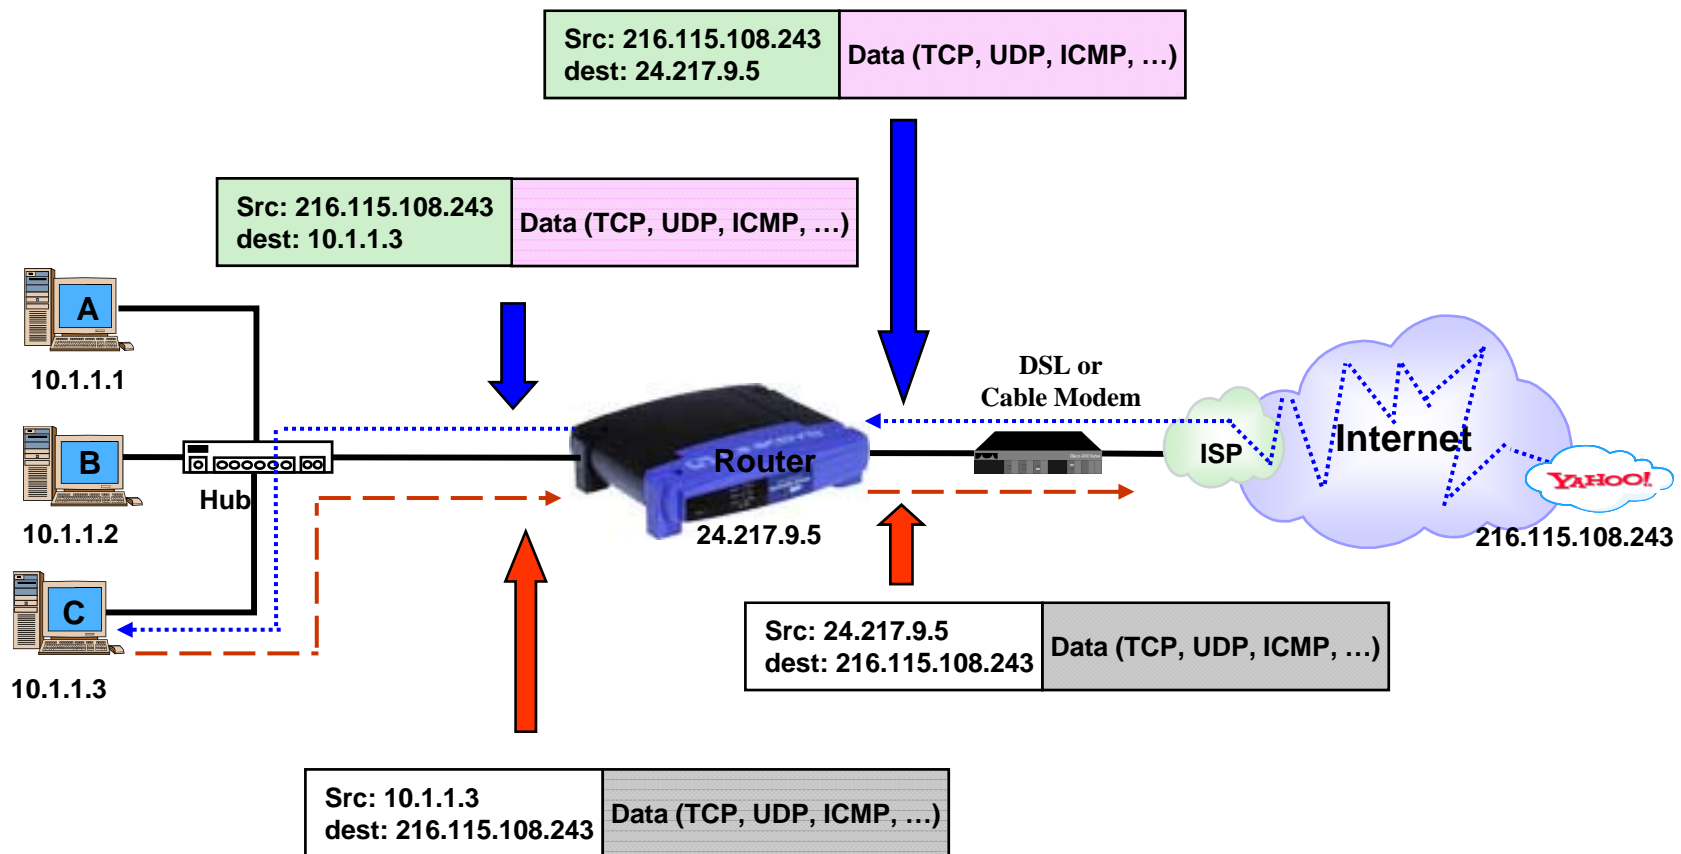 Src: 216.115.108.243
dest: 24.217.9.5
Data (TCP, UDP, ICMP, …)
Src: 216.115.108.243
dest: 10.1.1.3
Data (TCP, UDP, ICMP, …)
A
10.1.1.1
B
10.1.1.2
C
10.1.1.3
Hub
Router
24.217.9.5
DSL or
Cable Modem
ISP
Internet
YAHOO!
216.115.108.243
Src: 24.217.9.5
dest: 216.115.108.243
Data (TCP, UDP, ICMP, …)
Src: 10.1.1.3
dest: 216.115.108.243
Data (TCP, UDP, ICMP, …)